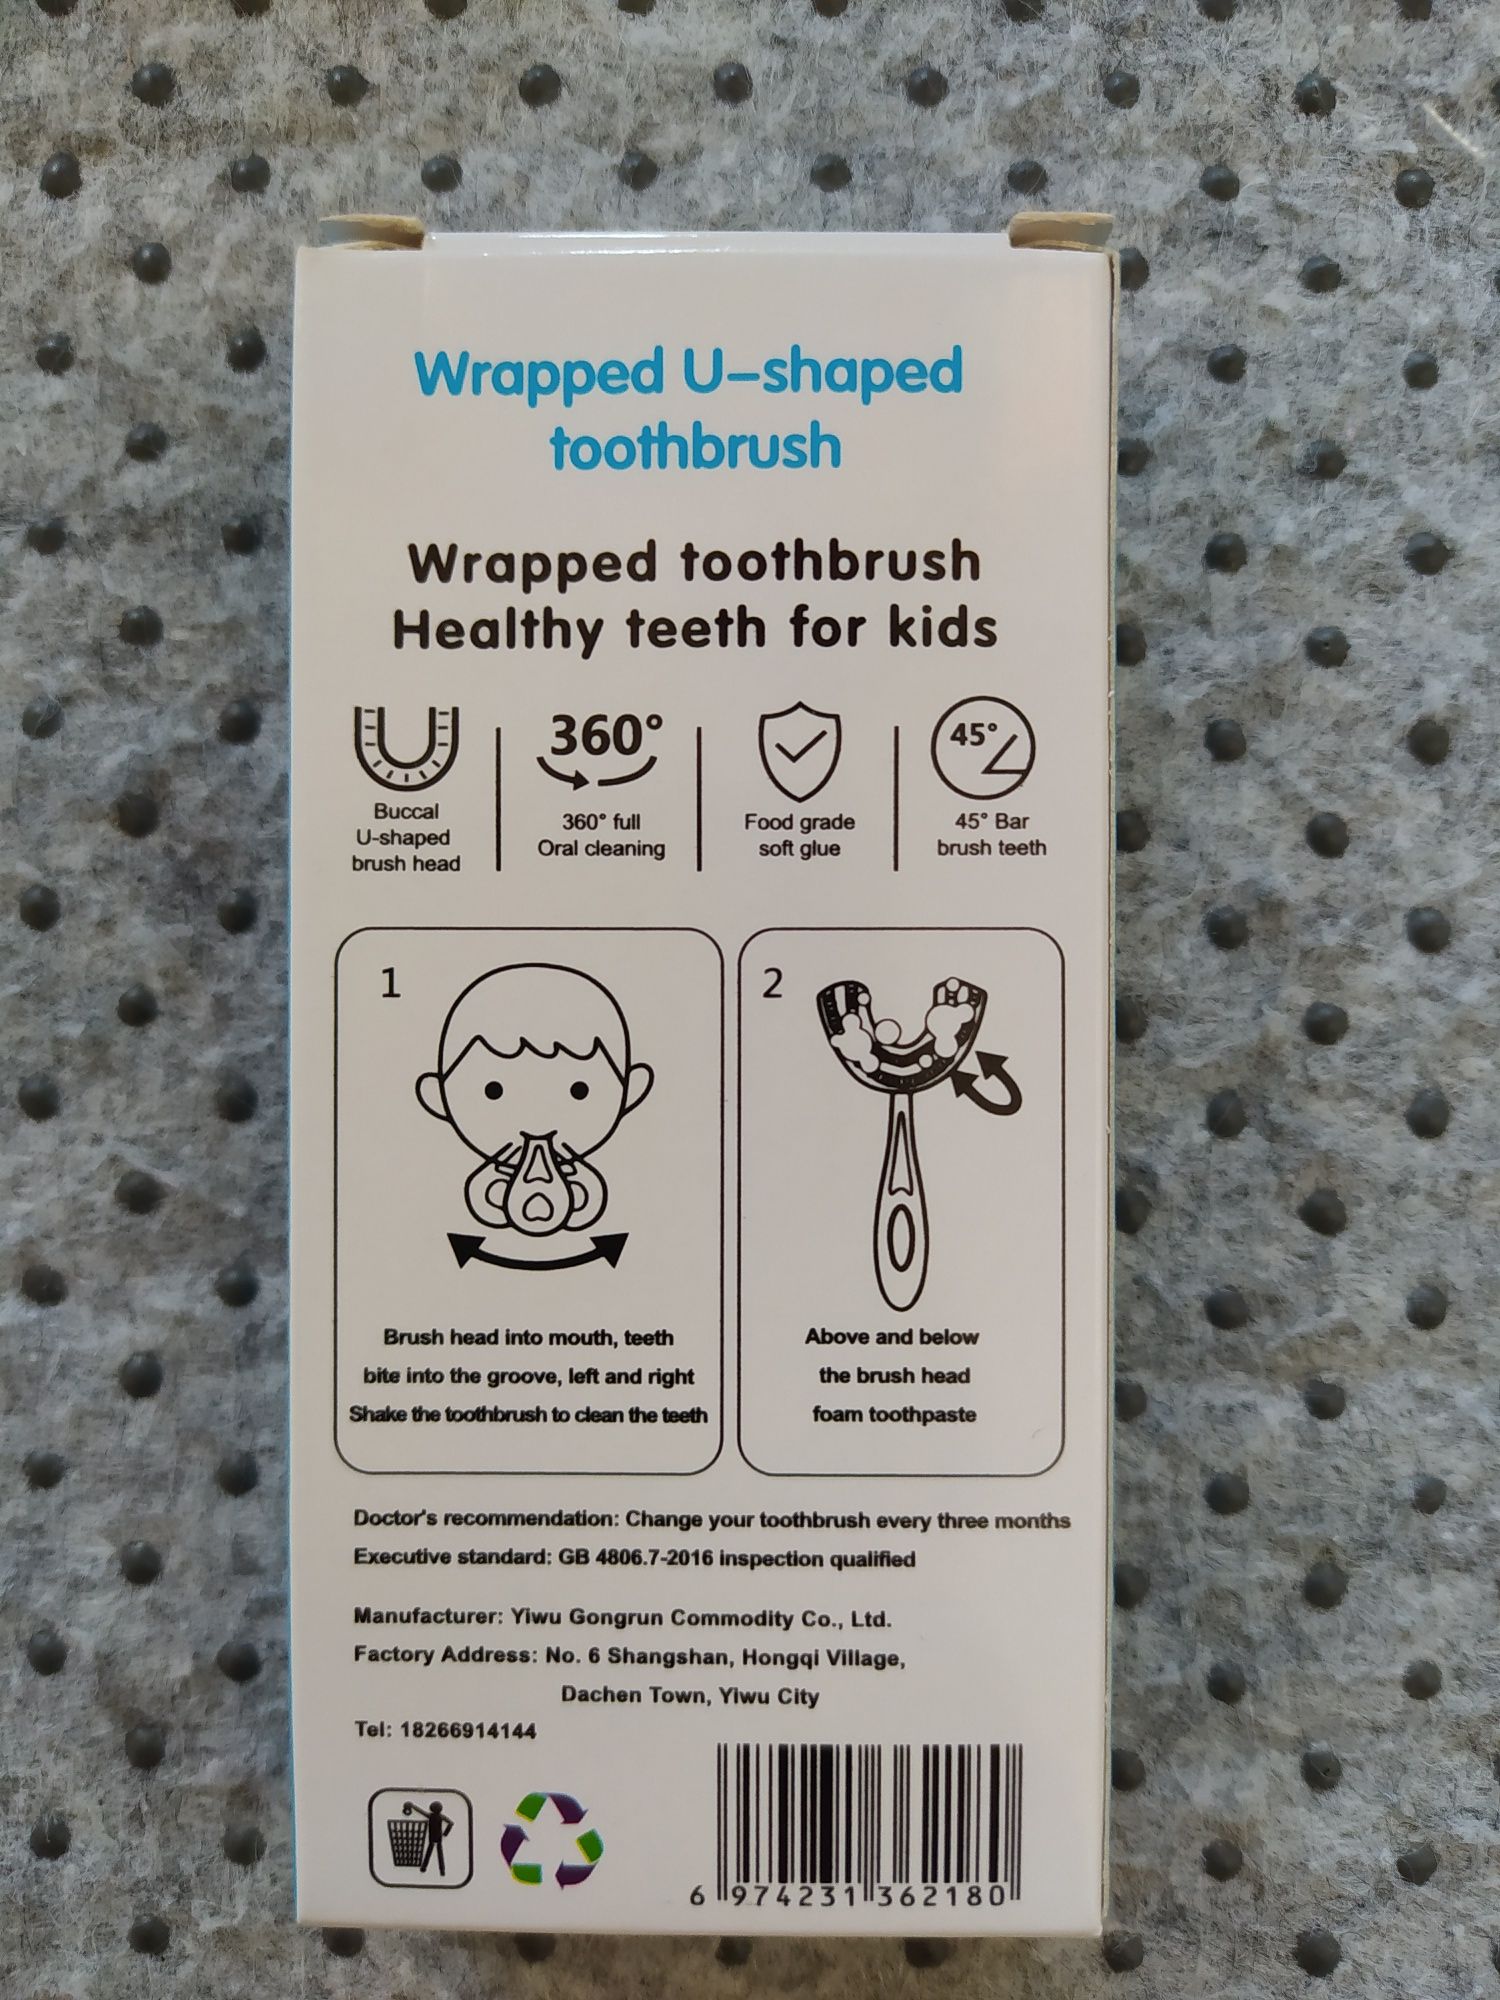 Wrapped U-shaped
toothbrush
Wrapped toothbrush
Healthy teeth for kids
Buccal
U-shaped
brush head
360°
360° full
Oral cleaning
Food grade
soft glue
45°
45° Bar
brush teeth
1
Brush head into mouth, teeth
bite into the groove, left and right
Shake the toothbrush to clean the teeth
2
Above and below
the brush head
foam toothpaste
Doctor's recommendation: Change your toothbrush every three months
Executive standard: GB 4806.7-2016 inspection qualified
Manufacturer: Yiwu Gongrun Commodity Co., Ltd.
Factory Address: No. 6 Shangshan, Hongqi Village,
Dachen Town, Yiwu City
Tel: 18266914144
6 974231 362180